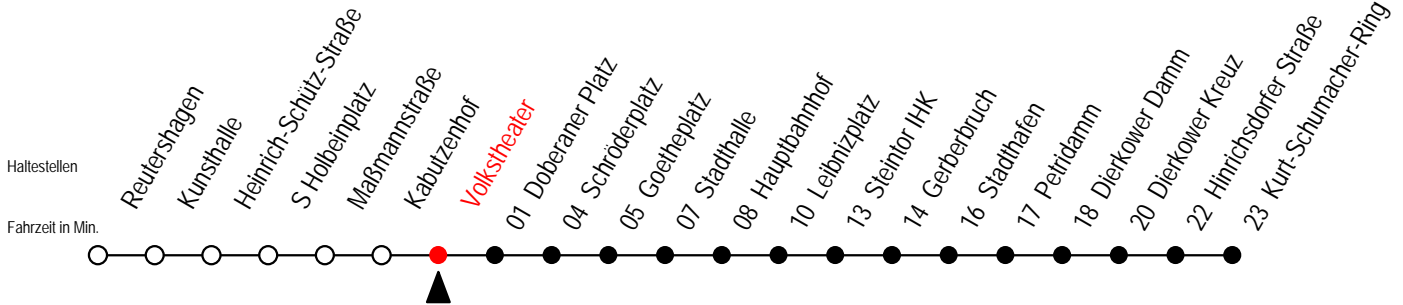 Haltestellen
Fahrzeit in Min.
Reutershagen
Kunsthalle
Heinrich-Schütz-Straße
S Holbeinplatz
Maßmannstraße
Kabutzenhof
Volkstheater
01 Doberaner Platz
04 Schröderplatz
05 Goetheplatz
07 Stadthalle
08 Hauptbahnhof
10 Leibnizplatz
13 Steintor IHK
14 Gerberbruch
16 Stadthafen
17 Petridamm
18 Dierkower Damm
20 Dierkower Kreuz
22 Hinrichsdorfer Straße
23 Kurt-Schumacher-Ring